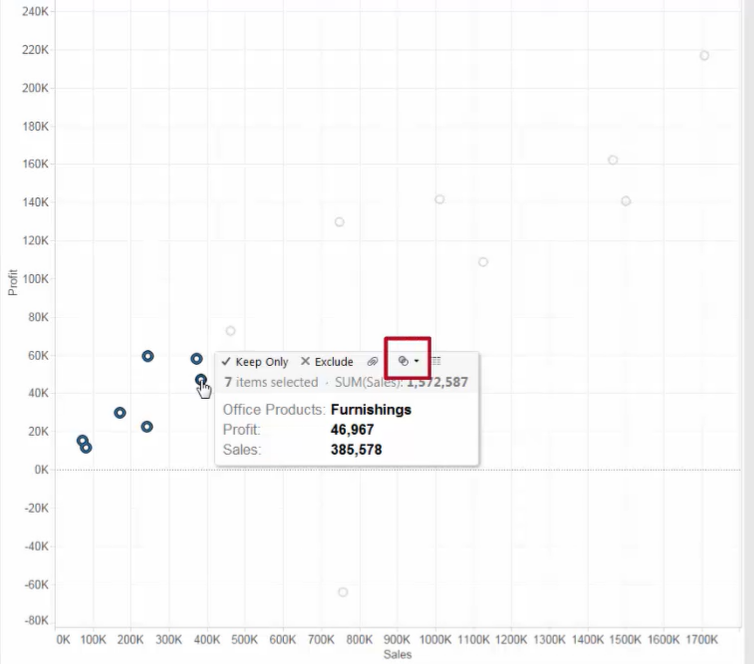 240K
220K
200K
180K
160K
140K
120K
Profit
100K
80K
60K
Keep Only Exclude
7 items selected · SUM(Sales): 1,572,587
40K
Office Products: Furnishings
20K
Profit: 46,967
Sales: 385,578
0K
-20K
-40K
-60K
-80K
0K 100K 200K 300K 400K 500K 600K 700K 800K 900K 1000K 1100K 1200K 1300K 1400K 1500K 1600K 1700K
Sales